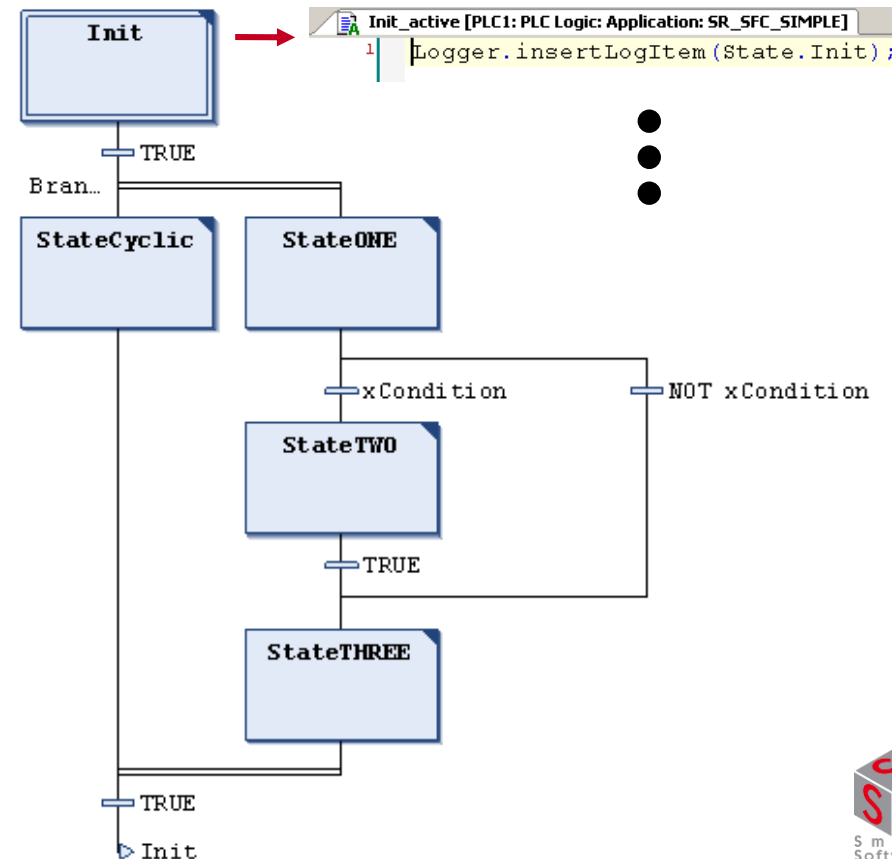 Init
Init_active [PLC1: PLC Logic: Application: SR_SFC_SIMPLE]
1 Logger.insertLogItem(State.Init);
TRUE
Bran…
StateCyclic
StateONE
xCondition
NOT xCondition
StateTWO
TRUE
StateTHREE
TRUE
Init
S
S m
Soft